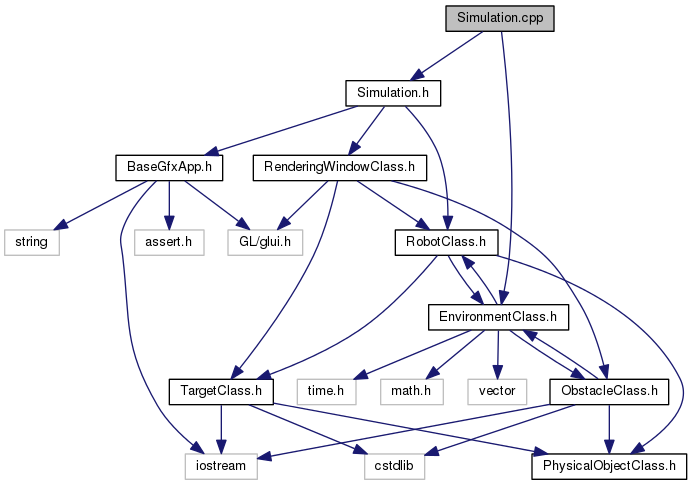 Simulation.cpp
Simulation.h
BaseGfxApp.h
RenderingWindowClass.h
string
assert.h
GL/glui.h
RobotClass.h
EnvironmentClass.h
TargetClass.h
time.h
math.h
vector
ObstacleClass.h
iostream
cstdlib
PhysicalObjectClass.h